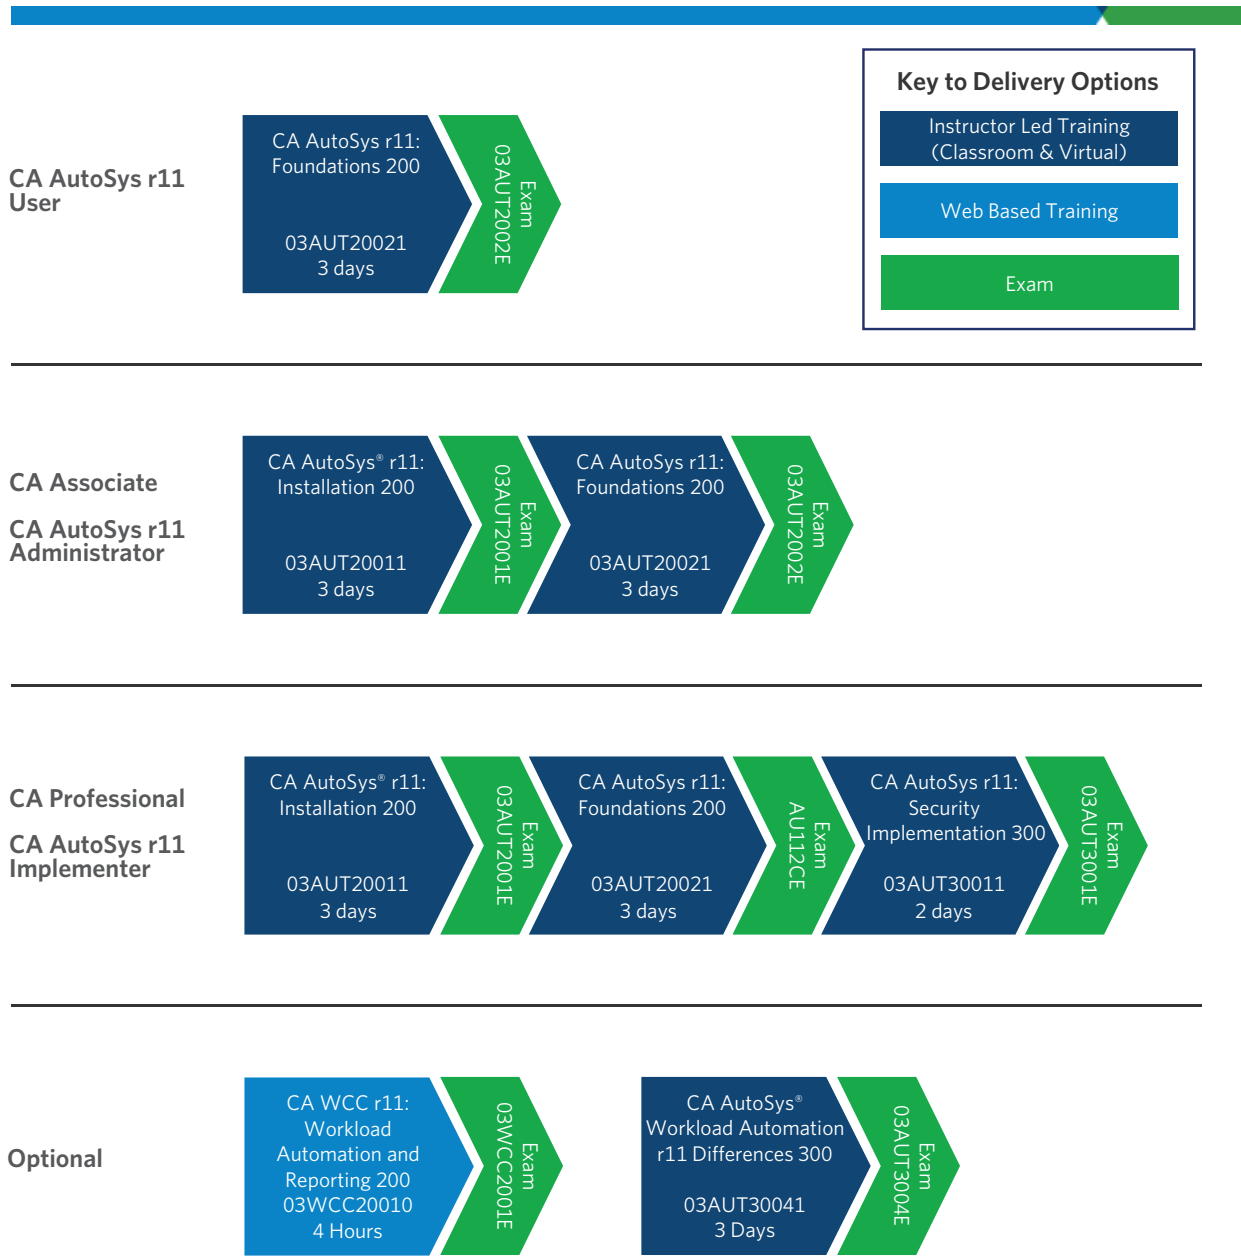 Key to Delivery Options
Instructor Led Training
(Classroom & Virtual)
Web Based Training
Exam
CA AutoSys r11
User
CA AutoSys r11:
Foundations 200
03AUT20021
3 days
Exam
03AUT2002E
CA Associate
CA AutoSys r11
Administrator
CA AutoSys® r11:
Installation 200
03AUT20011
3 days
Exam
03AUT2001E
CA AutoSys r11:
Foundations 200
03AUT20021
3 days
Exam
03AUT2002E
CA Professional
CA AutoSys r11
Implementer
CA AutoSys® r11:
Installation 200
03AUT20011
3 days
Exam
03AUT2001E
CA AutoSys r11:
Foundations 200
03AUT20021
3 days
Exam
AU112CE
CA AutoSys r11:
Security
Implementation 300
03AUT30011
2 days
Exam
03AUT3001E
Optional
CA WCC r11:
Workload
Automation and
Reporting 200
03WCC20010
4 Hours
Exam
03WCC2001E
CA AutoSys®
Workload Automation
r11 Differences 300
03AUT30041
3 Days
Exam
03AUT3004E